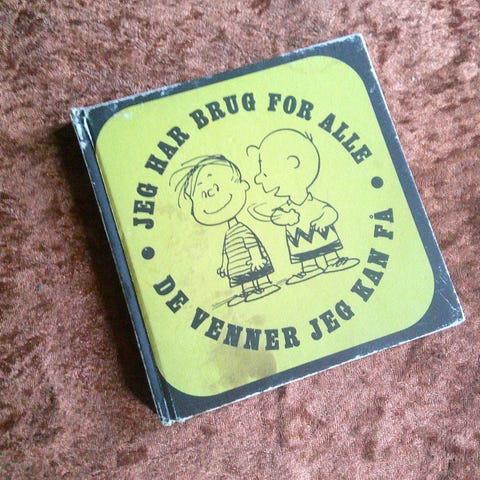 JEG HAR BRUG FOR ALLE
DE VENNER JEG KAN FÅ